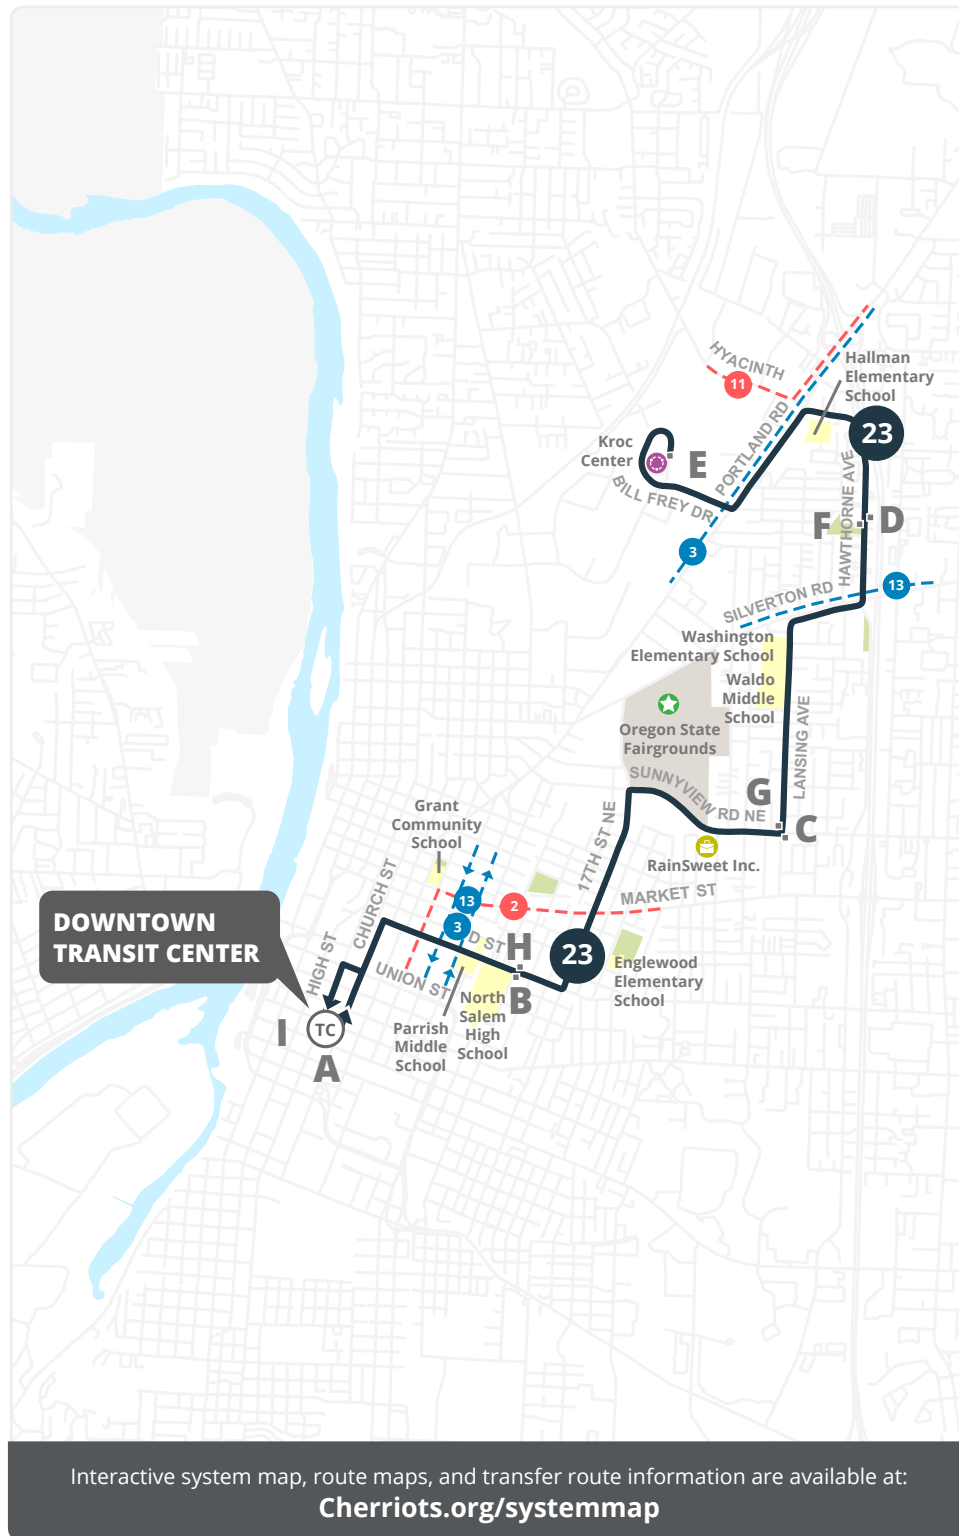 HYACINTH
11
Hallman
Elementary
School
PORTLAND RD
23
Kroc
Center
E
BILL FREY DR
HAWTHORNE AVE
F
D
3
13
SILVERTON RD
Washington
Elementary School
Waldo
Middle
School
Oregon State
Fairgrounds
LANSING AVE
SUNNYVIEW RD NE
G
C
RainSweet Inc.
17TH ST NE
Grant
Community
School
CHURCH ST
MARKET ST
13
2
3
D ST
H
23
Englewood
Elementary
School
DOWNTOWN
TRANSIT CENTER
HIGH ST
UNION ST
B
North
Salem
High
School
Parrish
Middle
School
I
TC
A
Interactive system map, route maps, and transfer route information are available at:
Cherriots.org/systemmap